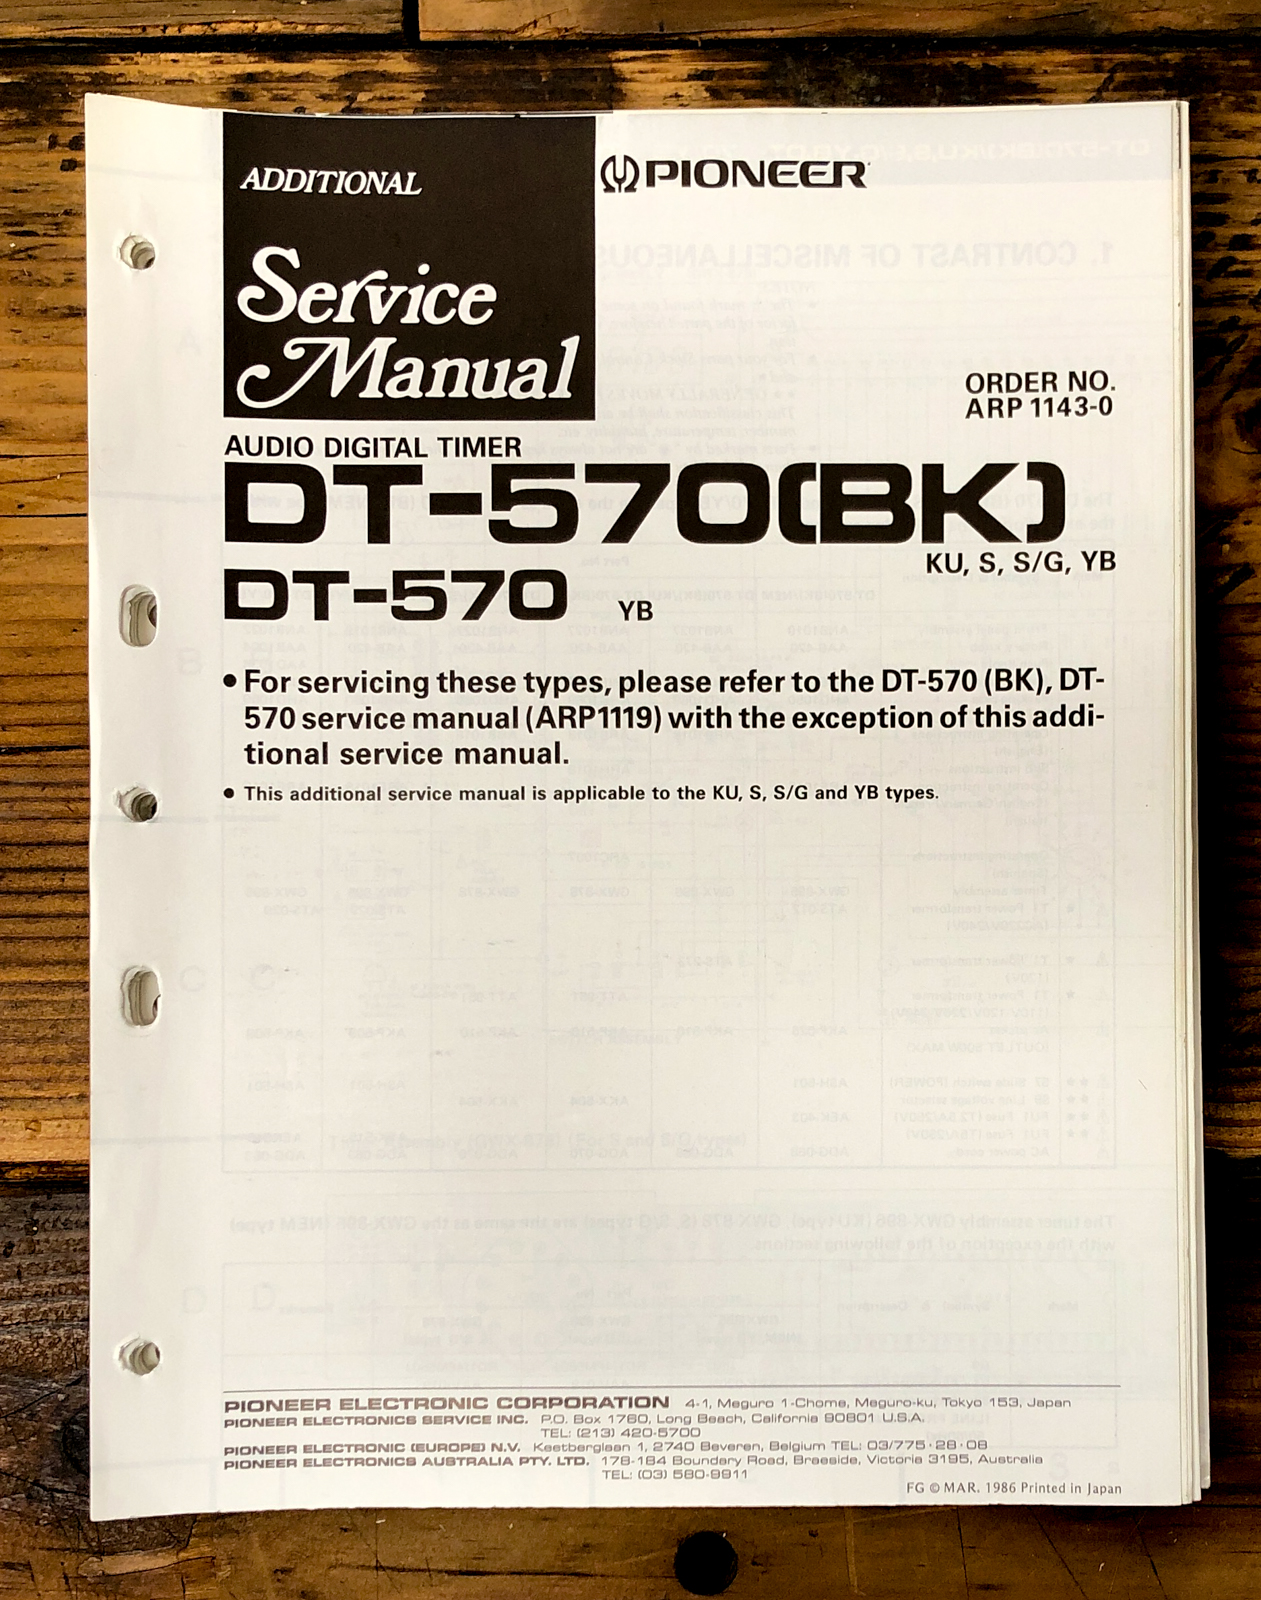 ADDITIONAL
Service
Manual
PIONEER
ORDER NO.
ARP 1143-0
AUDIO DIGITAL TIMER
DT-570(BK)
KU, S, S/G, YB
DT-570 YB
● For servicing these types, please refer to the DT-570 (BK), DT-
570 service manual (ARP1119) with the exception of this addi-
tional service manual.
● This additional service manual is applicable to the KU, S, S/G and YB types.
PIONEER ELECTRONIC CORPORATION 4-1, Meguro 1-Chome, Meguro-ku, Tokyo 153, Japan
PIONEER ELECTRONICS SERVICE INC. P.O. Box 1760, Long Beach, California 90801 U.S.A.
TEL: (213) 420-5700
PIONEER ELECTRONIC (EUROPE) N.V. Keetberglaan 1, 2740 Beveren, Belgium TEL: 03/775·28·08
PIONEER ELECTRONICS AUSTRALIA PTY. LTD. 178-184 Boundary Road, Braeside, Victoria 3195, Australia
TEL: (03) 580-9911
FG © MAR. 1986 Printed in Japan